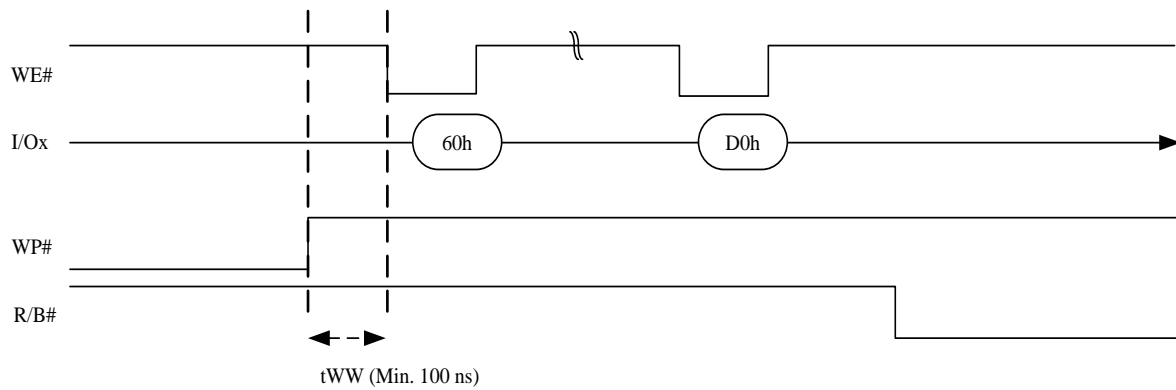 WE#
I/Ox
60h
D0h
WP#
R/B#
tWW (Min. 100 ns)